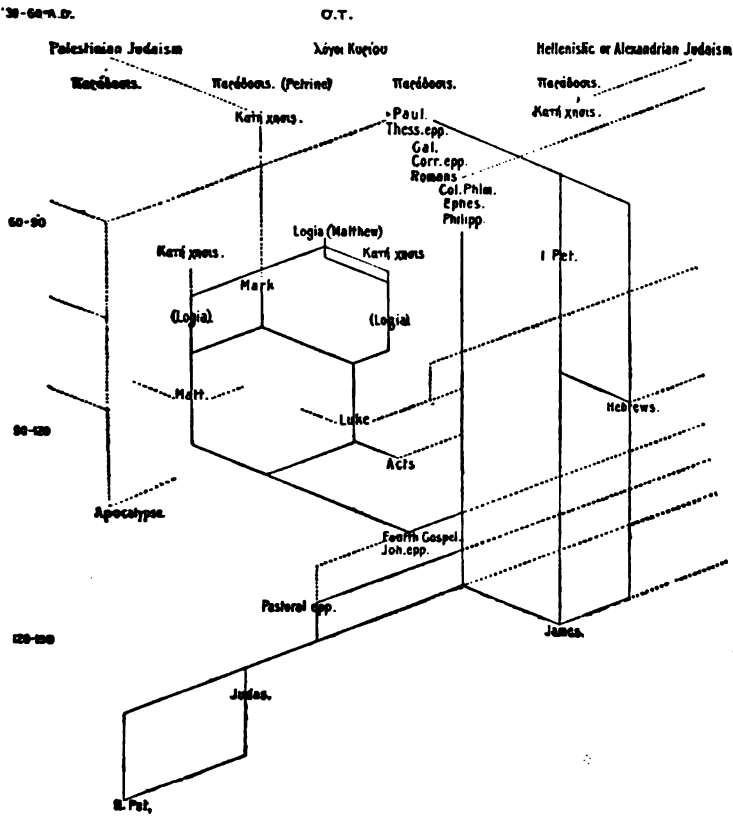 30-60 A.D. O.T.
Palestinian Judaism λόγοι Κυρίου Hellenistic or Alexandrian Judaism
Παράδοσις. Παράδοσις. (Petrine) Παράδοσις. Παράδοσις.
Κατήχησις. Paul. Κατήχησις.
Thess. epp.
Gal.
Corr. epp.
Romans
Col. Phlm.
Ephes.
60-90 Philipp.
Logia (Matthew)
Κατήχησις. Κατήχησις 1 Pet.
Mark
(Logia) (Logia)
Matt.
Luke Hebrews.
90-120
Acts
Apocalypse.
Fourth Gospel.
Joh. epp.
Pastoral epp.
James.
Judas.
II. Pet,